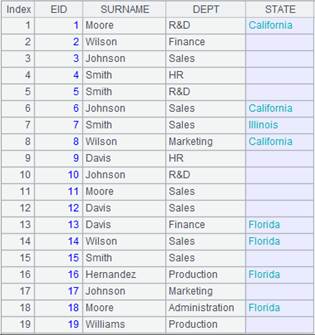 Index EID SURNAME DEPT STATE
1 1 Moore R&D California
2 2 Wilson Finance
3 3 Johnson Sales
4 4 Smith HR
5 5 Smith R&D
6 6 Johnson Sales California
7 7 Smith Sales Illinois
8 8 Wilson Marketing California
9 9 Davis HR
10 10 Johnson R&D
11 11 Moore Sales
12 12 Davis Sales
13 13 Davis Finance Florida
14 14 Wilson Sales Florida
15 15 Smith Sales
16 16 Hernandez Production Florida
17 17 Johnson Marketing
18 18 Moore Administration Florida
19 19 Williams Production